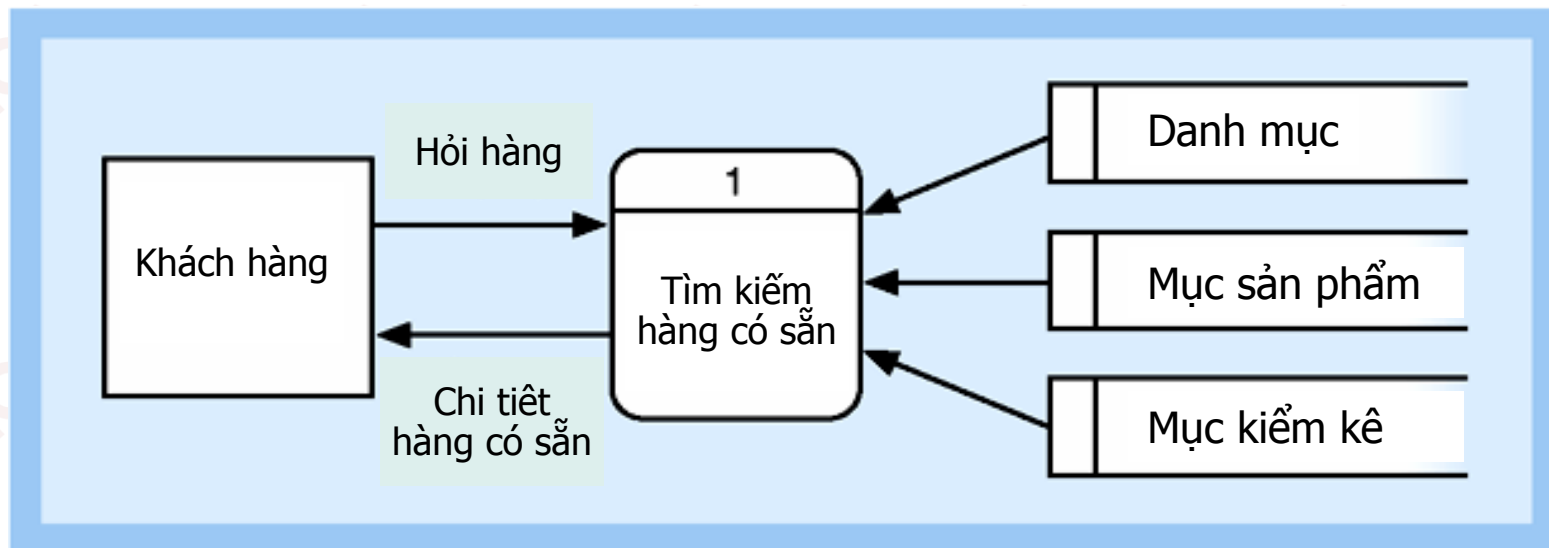 Khách hàng
Hỏi hàng
Chi tiêt
hàng có sẵn
1
Tìm kiếm
hàng có sẵn
Danh mục
Mục sản phẩm
Mục kiểm kê